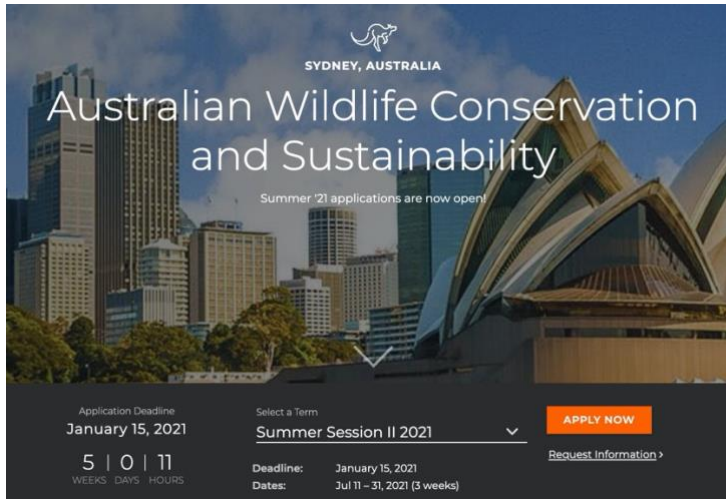 SYDNEY, AUSTRALIA
Australian Wildlife Conservation
and Sustainability
Summer '21 applications are now open!
Application Deadline
January 15, 2021
5 | 0 | 11
WEEKS DAYS HOURS
Select a Term
Summer Session II 2021
Deadline: January 15, 2021
Dates: Jul 11 – 31, 2021 (3 weeks)
APPLY NOW
Request Information >